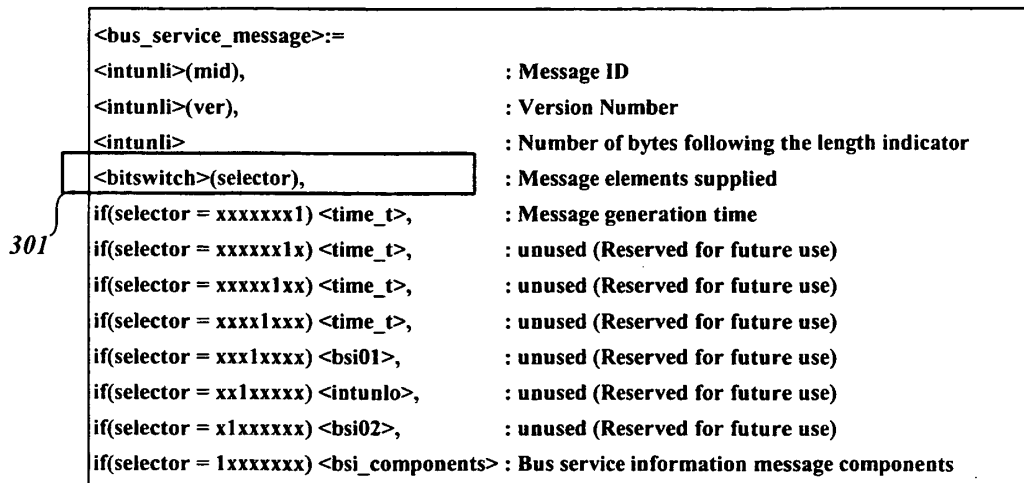 <bus_service_message>:=
<intunli>(mid), : Message ID
<intunli>(ver), : Version Number
<intunli> : Number of bytes following the length indicator
<bitswitch>(selector), : Message elements supplied
if(selector = xxxxxxx1) <time_t>, : Message generation time
301
if(selector = xxxxxx1x) <time_t>, : unused (Reserved for future use)
if(selector = xxxxx1xx) <time_t>, : unused (Reserved for future use)
if(selector = xxxx1xxx) <time_t>, : unused (Reserved for future use)
if(selector = xxx1xxxx) <bsi01>, : unused (Reserved for future use)
if(selector = xx1xxxxx) <intunlo>, : unused (Reserved for future use)
if(selector = x1xxxxxx) <bsi02>, : unused (Reserved for future use)
if(selector = 1xxxxxxx) <bsi_components> : Bus service information message components